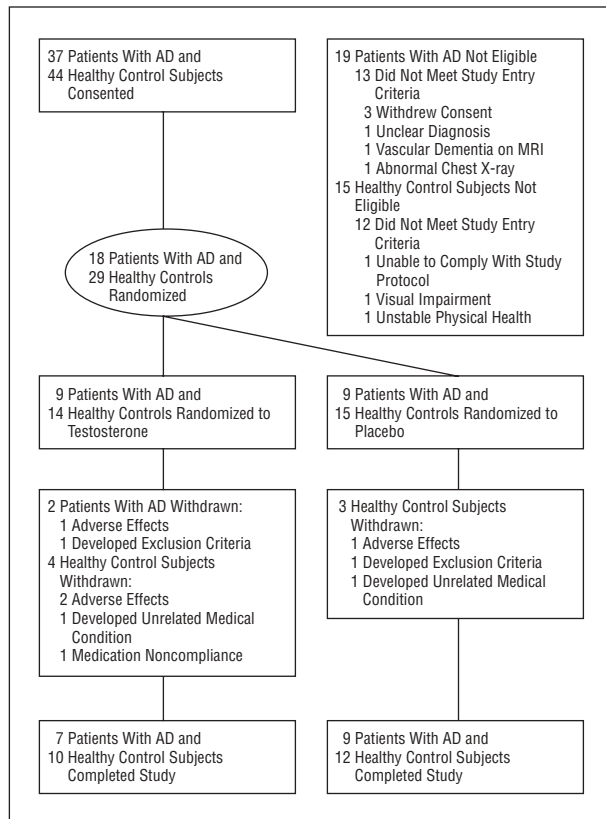 37 Patients With AD and
44 Healthy Control Subjects
Consented
19 Patients With AD Not Eligible
13 Did Not Meet Study Entry
Criteria
3 Withdrew Consent
1 Unclear Diagnosis
1 Vascular Dementia on MRI
1 Abnormal Chest X-ray
15 Healthy Control Subjects Not
Eligible
12 Did Not Meet Study Entry
Criteria
1 Unable to Comply With Study
Protocol
1 Visual Impairment
1 Unstable Physical Health
18 Patients With AD and
29 Healthy Controls
Randomized
9 Patients With AD and
14 Healthy Controls Randomized to
Testosterone
9 Patients With AD and
15 Healthy Controls Randomized to
Placebo
2 Patients With AD Withdrawn:
1 Adverse Effects
1 Developed Exclusion Criteria
4 Healthy Control Subjects
Withdrawn:
2 Adverse Effects
1 Developed Unrelated Medical
Condition
1 Medication Noncompliance
3 Healthy Control Subjects
Withdrawn:
1 Adverse Effects
1 Developed Exclusion Criteria
1 Developed Unrelated Medical
Condition
7 Patients With AD and
10 Healthy Control Subjects
Completed Study
9 Patients With AD and
12 Healthy Control Subjects
Completed Study